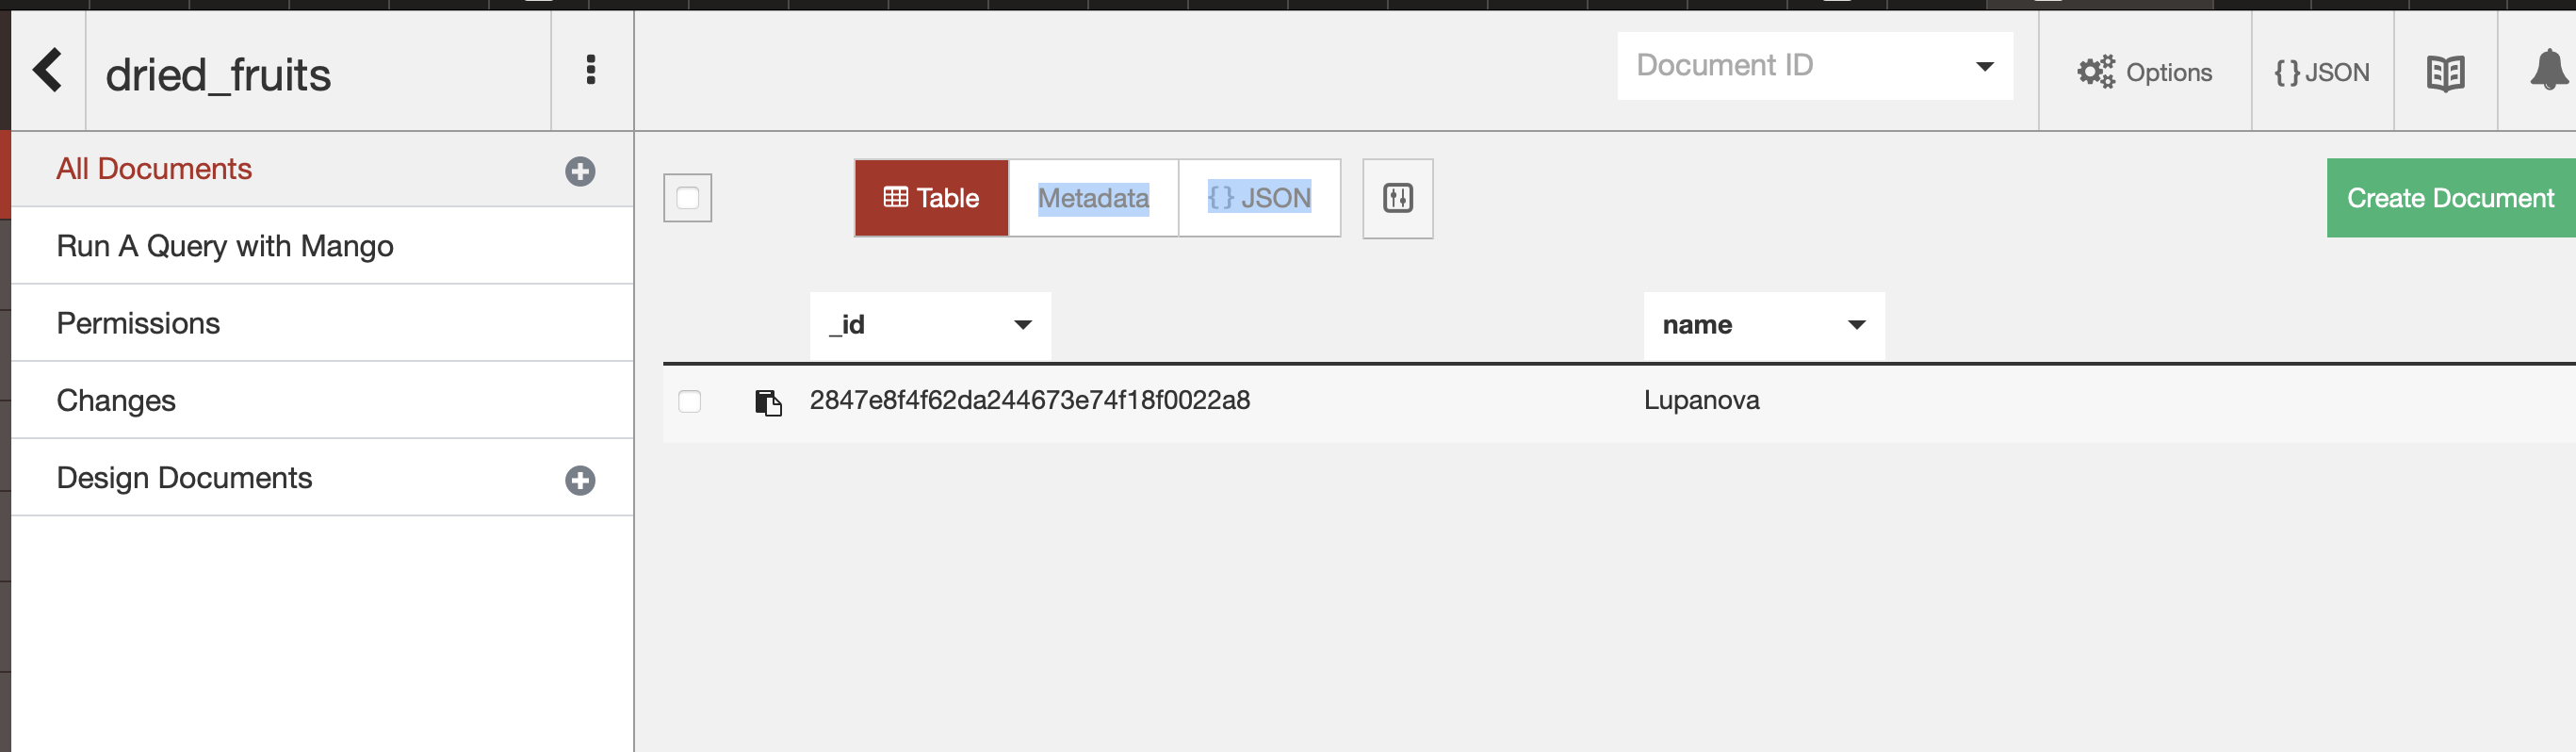 dried_fruits
Document ID
Options
{ } JSON
All Documents
Run A Query with Mango
Permissions
Changes
Design Documents
Table
Metadata
{ } JSON
Create Document
_id
name
2847e8f4f62da244673e74f18f0022a8
Lupanova